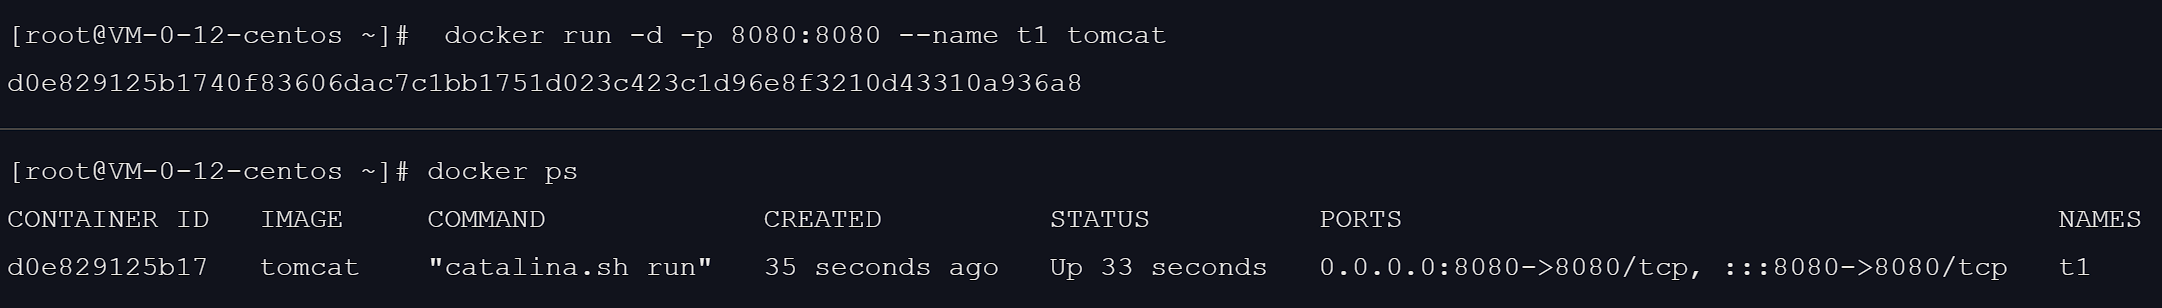 [root@VM-0-12-centos ~]#  docker run -d -p 8080:8080 --name t1 tomcat
d0e829125b1740f83606dac7c1bb1751d023c423c1d96e8f3210d43310a936a8
[root@VM-0-12-centos ~]# docker ps
CONTAINER ID   IMAGE     COMMAND             CREATED          STATUS          PORTS                                       NAMES
d0e829125b17   tomcat    "catalina.sh run"   35 seconds ago   Up 33 seconds   0.0.0.0:8080->8080/tcp, :::8080->8080/tcp   t1